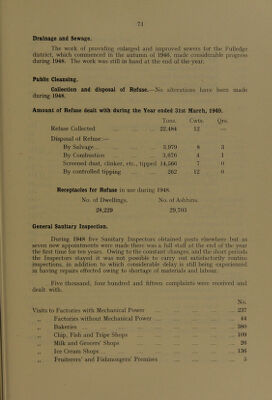 71
Drainage and Sewage.
The work of providing enlarged and improved sewers for the Fulledge
district, which commenced in the autumn of 1946, made considerable progress
during 1948. The work was still in hand at the end of the year.
Public Cleansing.
Collection and disposal of Refuse.—No alterations have been made
during 1948.
Amount of Refuse dealt with during the Year ended 31st March, 1949.
Tons. Cwts. Qrs.
Refuse Collected 22,484 12 —
Disposal of Refuse:—
By Salvage 3,979 8 3
By Combustion 3,676 4 1
Screened dust, clinker, etc., tipped 14,566 7 0
By controlled tipping 262 12 0
Receptacles for Refuse in use during 1948.
No. of Dwellings. No. of Ashbins.
28,229 29,703
General Sanitary Inspection.
During 1948 five Sanitary Inspectors obtained posts elsewhere but as
seven new appointments were made there was a full staff at the end of the year
the first time for ten years. Owing to the constant changes, and the short periods
the Inspectors stayed it was not possible to carry out satisfactorily routine
inspections, in addition to which considerable delay is still being experienced
in having repairs effected owing to shortage of materials and labour.
Five thousand, four hundred and fifteen complaints were received and
dealt with.
No.
Visits to Factories with Mechanical Power 237
,, Factories without Mechanical Power 44
,, Bakeries 380
,, Chip, Fish and Tripe Shops 109
,, Milk and Grocers' Shops 26
,, Ice Cream Shops 136
,, Fruiterers' and Fishmongers' Premises 5